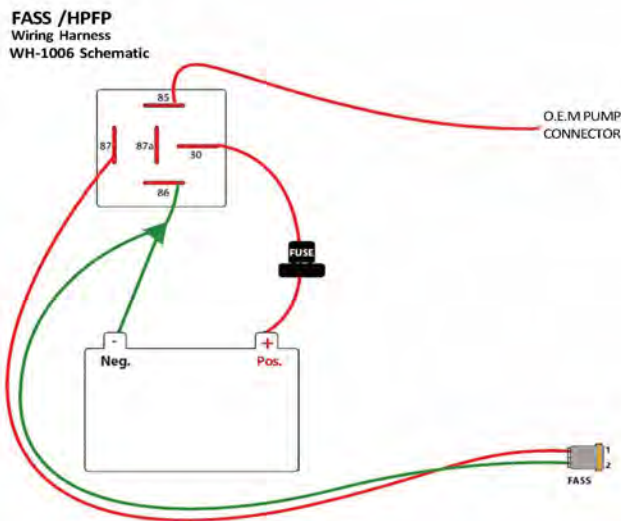 FASS /HPFP
Wiring Harness
WH-1006 Schematic
85
O.E.M PUMP
CONNECTOR
87
87a
30
86
FUSE
-
+
Neg.
Pos.
1
2
FASS